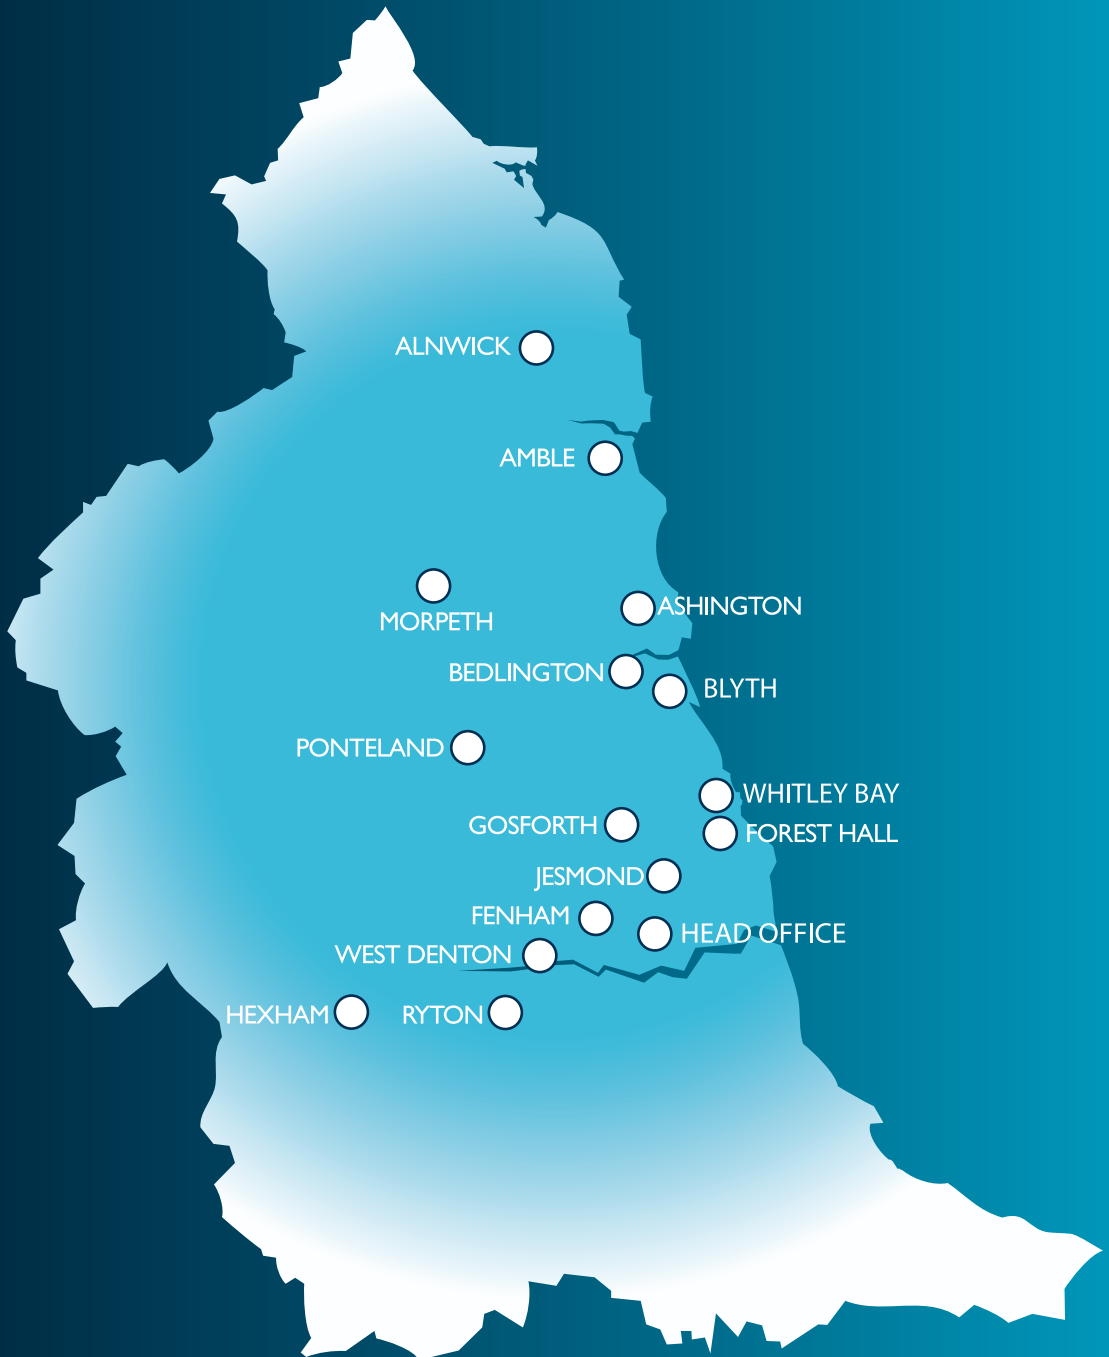 ALNWICK
AMBLE
MORPETH
ASHINGTON
BEDLINGTON
BLYTH
PONTELAND
WHITLEY BAY
GOSFORTH
FOREST HALL
JESMOND
FENHAM
HEAD OFFICE
WEST DENTON
HEXHAM
RYTON